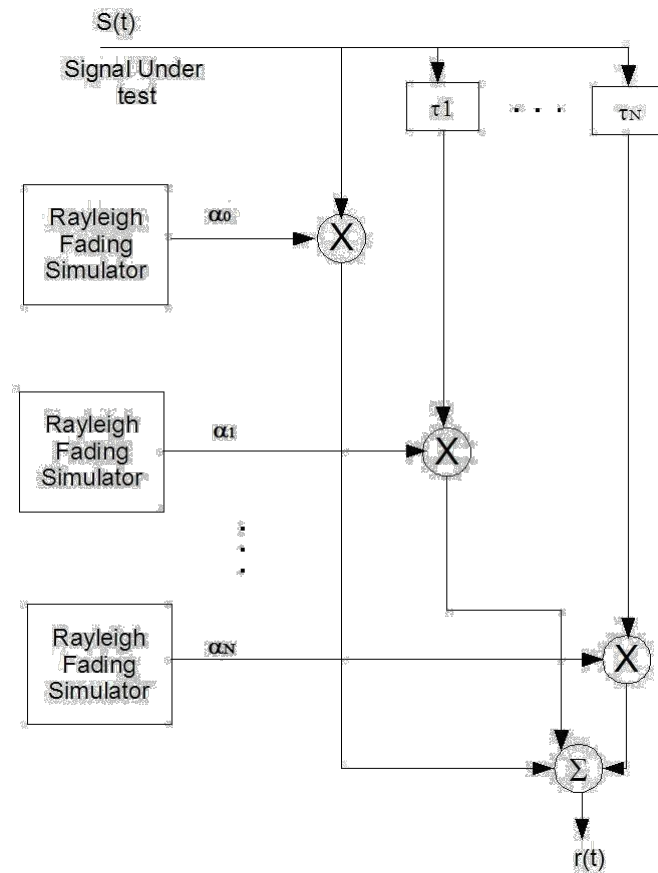 S(t)
Signal Under
test
τ1
. . .
τN
Rayleigh
Fading
Simulator
α0
X
Rayleigh
Fading
Simulator
α1
X
. . .
Rayleigh
Fading
Simulator
αN
X
Σ
r(t)